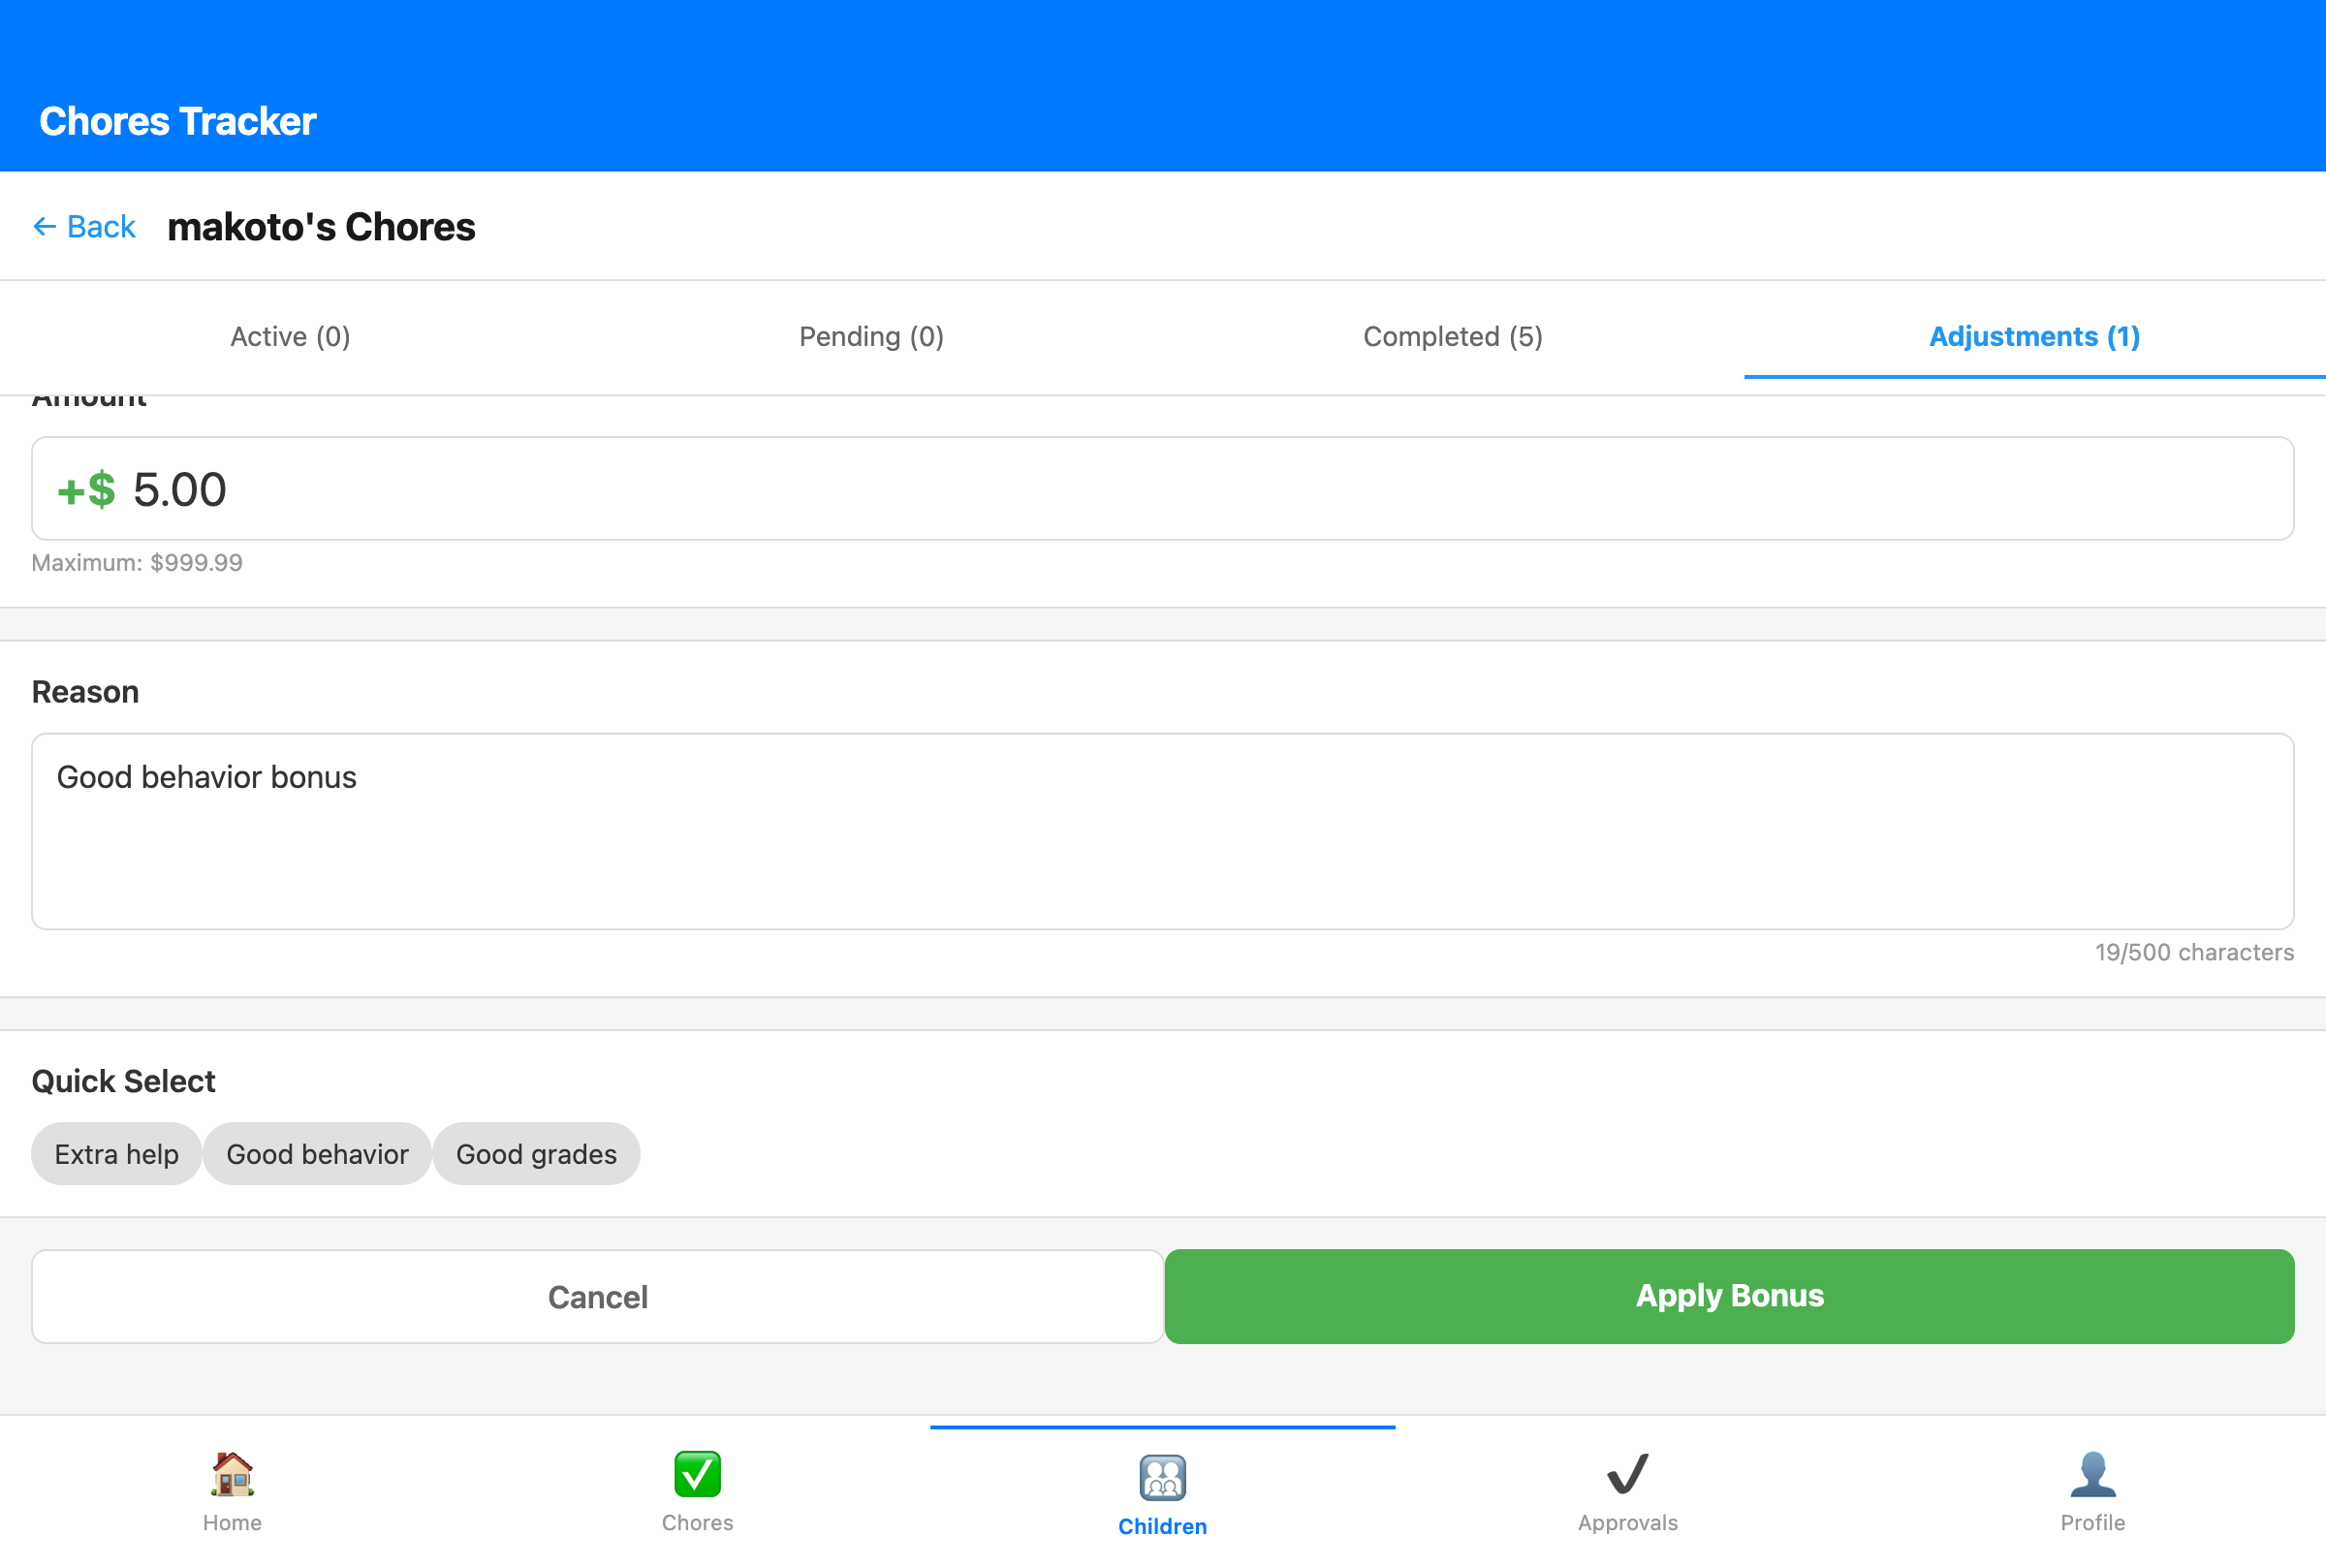 Chores Tracker
← Back makoto's Chores
Active (0) Pending (0) Completed (5) Adjustments (1)
Amount
+$ 5.00
Maximum: $999.99
Reason
Good behavior bonus
19/500 characters
Quick Select
Extra help Good behavior Good grades
Cancel Apply Bonus
Home Chores Children Approvals Profile